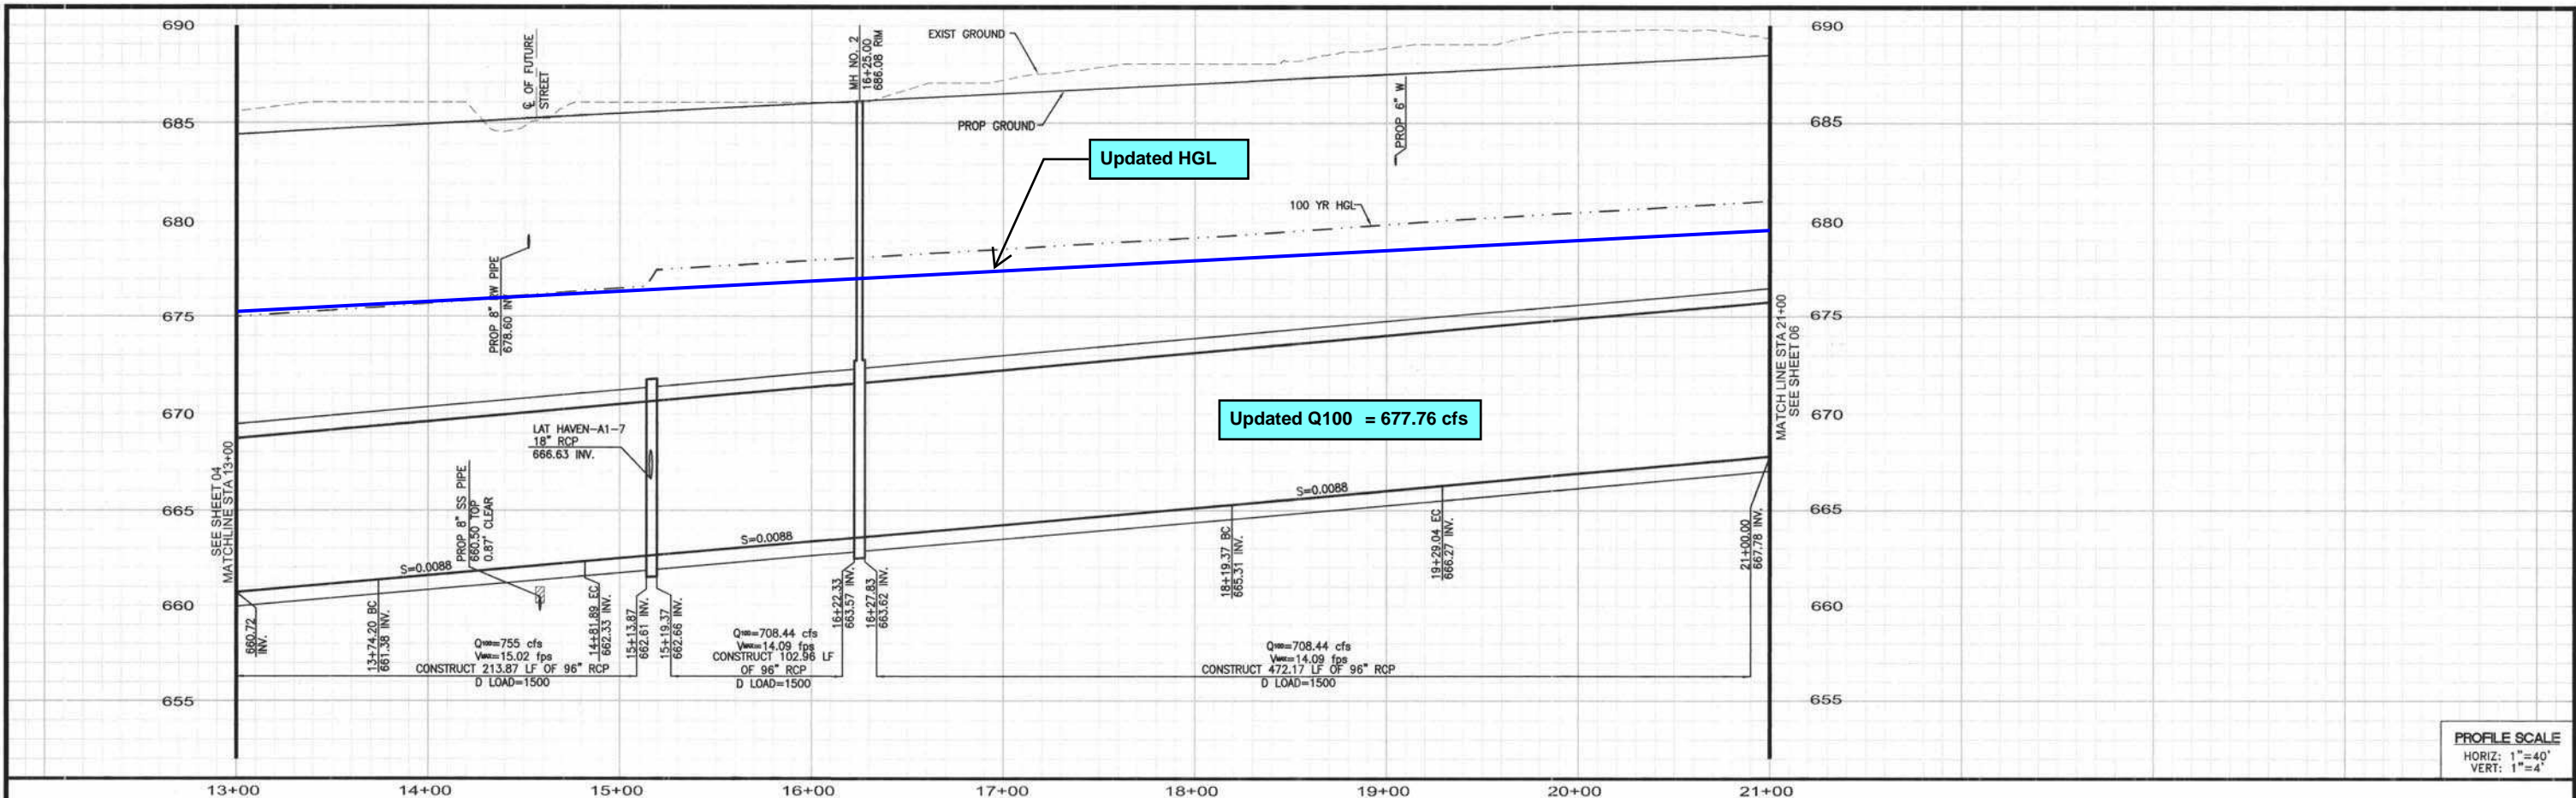 690
685
680
675
670
665
660
655
690
685
680
675
670
665
660
655
℄ OF FUTURE
STREET
MH NO. 2
16+25.00
686.08 RIM
EXIST GROUND
PROP GROUND
PROP 6" W
Updated HGL
100 YR HGL
PROP 8" RW PIPE
678.60 INV
LAT HAVEN-A1-7
18" RCP
666.63 INV.
Updated Q100 = 677.76 cfs
SEE SHEET 04
MATCHLINE STA 13+00
MATCH LINE STA 21+00
SEE SHEET 06
PROP 8" SS PIPE
660.50 TOP
0.87' CLEAR
S=0.0088
S=0.0088
S=0.0088
660.72
INV.
13+74.20 BC
661.38 INV.
14+81.89 EC
662.33 INV.
15+13.87
662.61 INV.
15+19.37
662.66 INV.
16+22.33
663.57 INV.
16+27.83
663.62 INV.
18+19.37 BC
665.31 INV.
19+29.04 EC
666.27 INV.
21+00.00
667.78 INV.
Q100=755 cfs
VMAX=15.02 fps
CONSTRUCT 213.87 LF OF 96" RCP
D LOAD=1500
Q100=708.44 cfs
VMAX=14.09 fps
CONSTRUCT 102.96 LF
OF 96" RCP
D LOAD=1500
Q100=708.44 cfs
VMAX=14.09 fps
CONSTRUCT 472.17 LF OF 96" RCP
D LOAD=1500
PROFILE SCALE
HORIZ: 1"=40'
VERT: 1"=4'
13+00
14+00
15+00
16+00
17+00
18+00
19+00
20+00
21+00